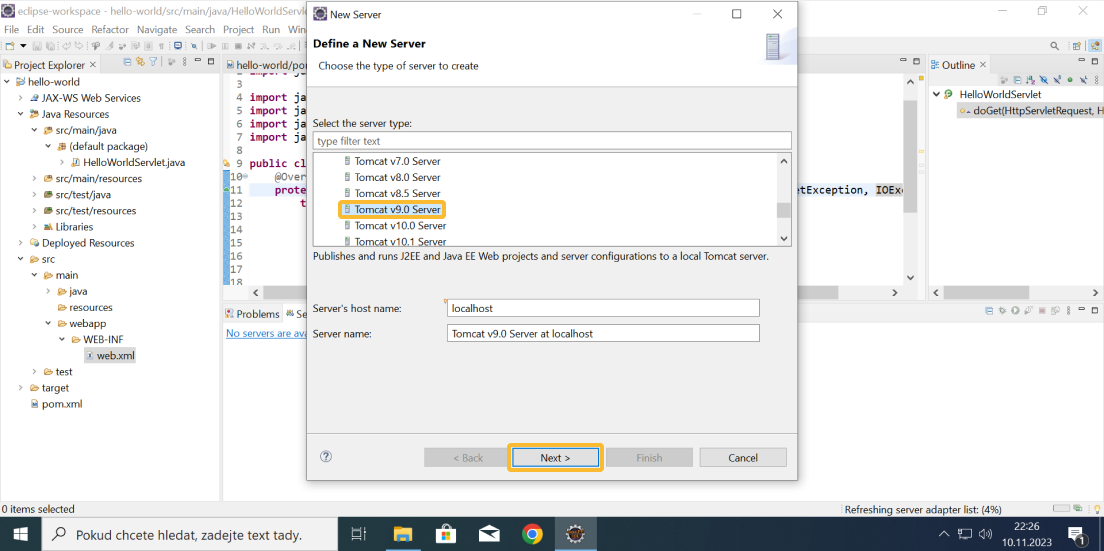 eclipse-workspace - hello-world/src/main/java/HelloWorldServlet
File Edit Source Refactor Navigate Search Project Run
Project Explorer
hello-world
JAX-WS Web Services
Java Resources
src/main/java
(default package)
HelloWorldServlet.java
src/main/resources
src/test/java
src/test/resources
Libraries
Deployed Resources
src
main
java
resources
webapp
WEB-INF
web.xml
test
target
pom.xml
hello-world/pom
3
4 import ja
5 import ja
6 import ja
7 import ja
8
9 public cl
10 @Over
11 prote
12 t
13
14
15
16
17
18
etException, IOExc
Problems
No servers are ava
New Server
Define a New Server
Choose the type of server to create
Select the server type:
type filter text
Tomcat v7.0 Server
Tomcat v8.0 Server
Tomcat v8.5 Server
Tomcat v9.0 Server
Tomcat v10.0 Server
Tomcat v10.1 Server
Publishes and runs J2EE and Java EE Web projects and server configurations to a local Tomcat server.
Server's host name: localhost
Server name: Tomcat v9.0 Server at localhost
< Back Next > Finish Cancel
Outline
HelloWorldServlet
doGet(HttpServletRequest, H
0 items selected
Refreshing server adapter list: (4%)
Pokud chcete hledat, zadejte text tady.
22:26
10.11.2023
1